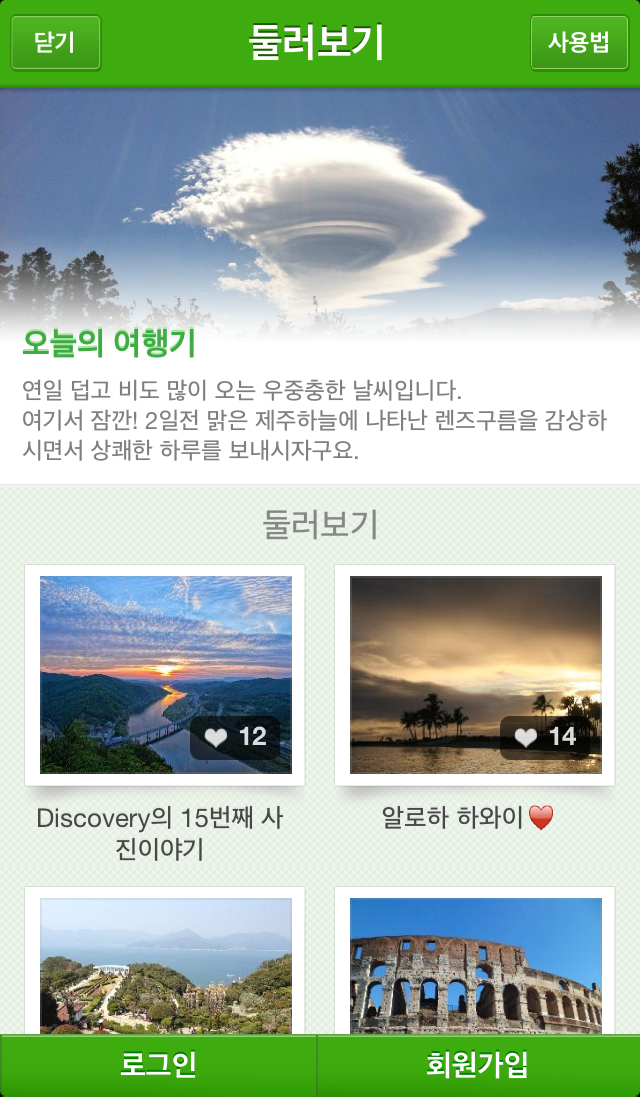 닫기
둘러보기
사용법
오늘의 여행기
연일 덥고 비도 많이 오는 우중충한 날씨입니다.
여기서 잠깐! 2일전 맑은 제주하늘에 나타난 렌즈구름을 감상하
시면서 상쾌한 하루를 보내시자구요.
둘러보기
12
14
Discovery의 15번째 사
진이야기
알로하 하와이♥️
로그인
회원가입